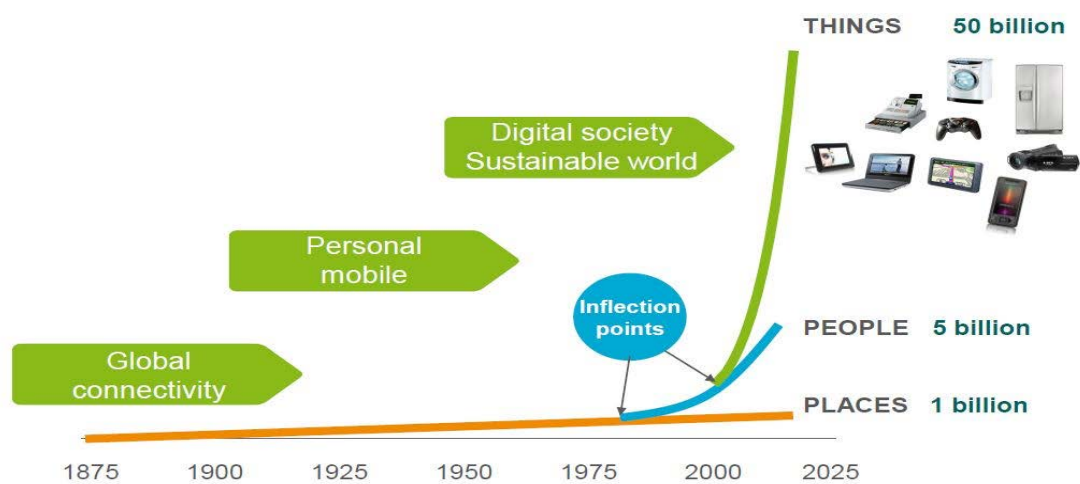 THINGS 50 billion
Digital society
Sustainable world
Personal
mobile
Inflection
points
PEOPLE 5 billion
Global
connectivity
PLACES 1 billion
1875 1900 1925 1950 1975 2000 2025